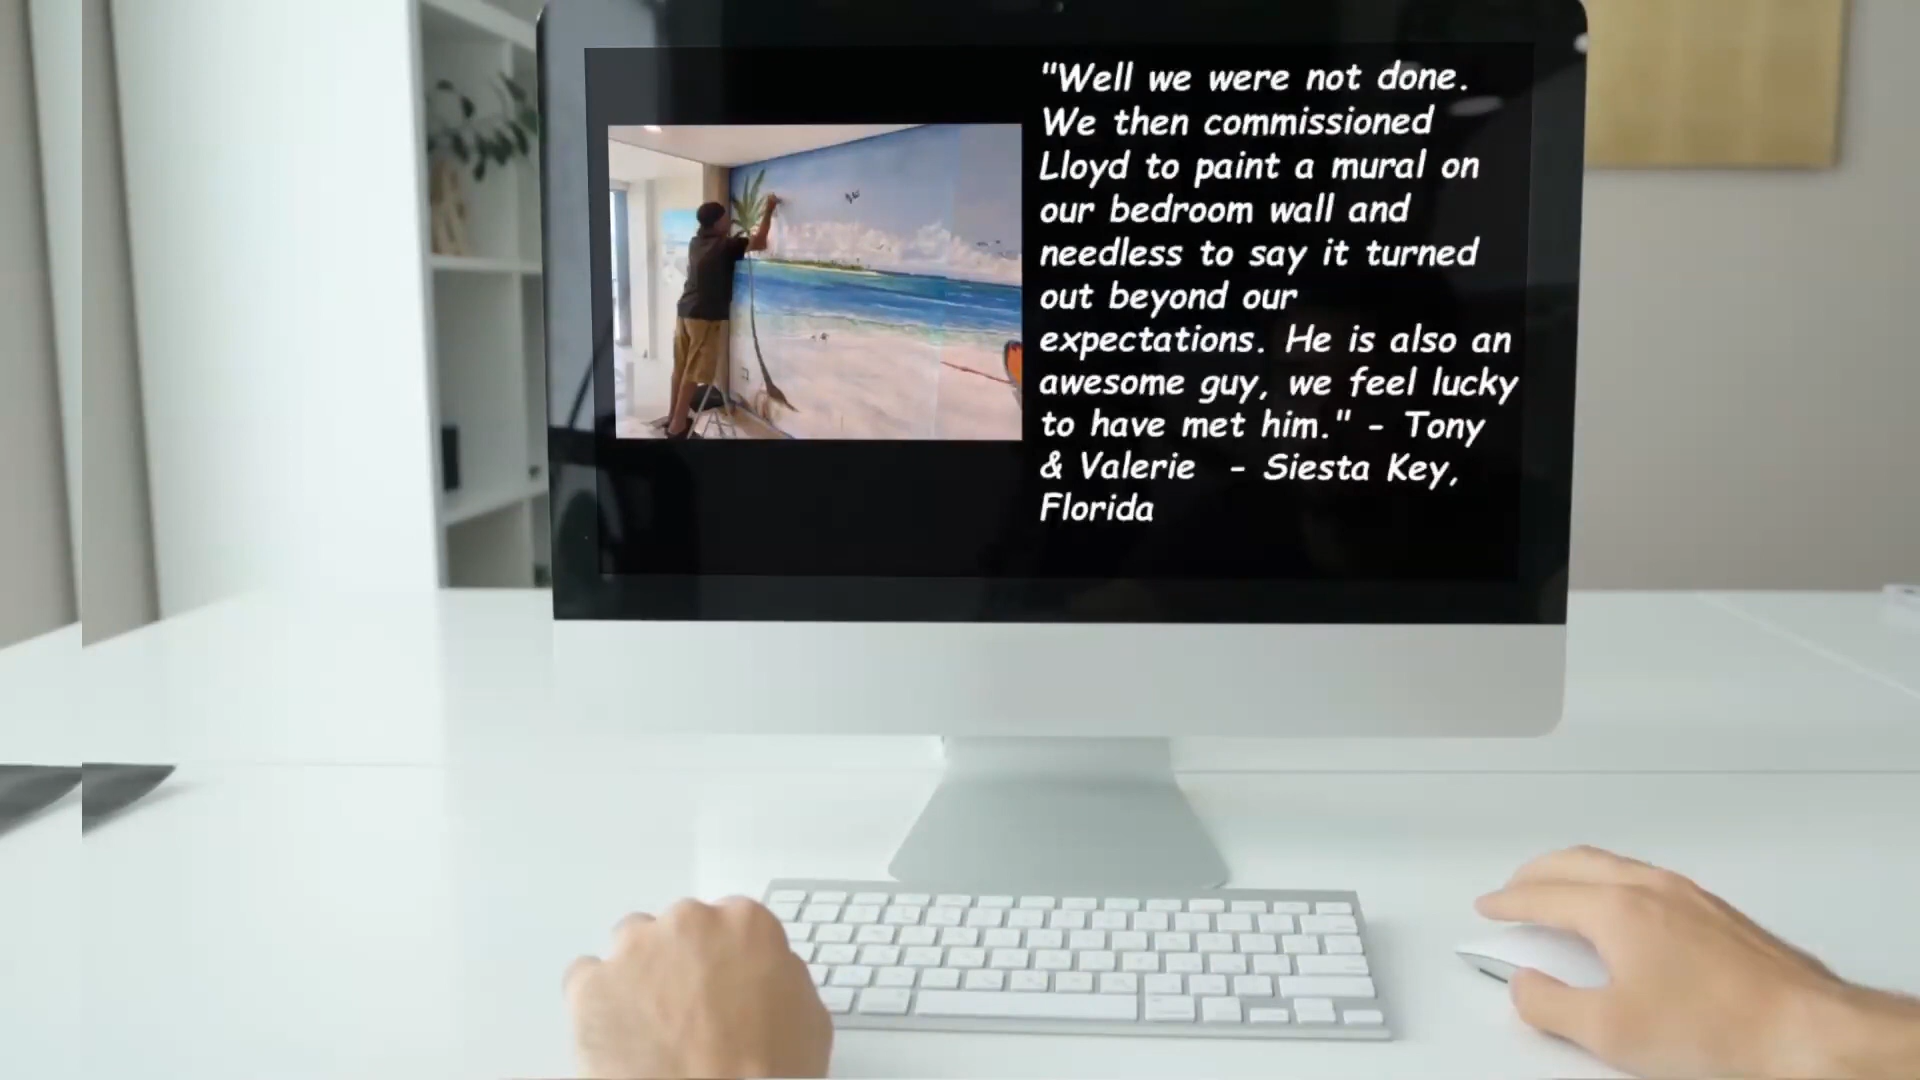 "Well we were not done.
We then commissioned
Lloyd to paint a mural on
our bedroom wall and
needless to say it turned
out beyond our
expectations. He is also an
awesome guy, we feel lucky
to have met him." - Tony
& Valerie  - Siesta Key,
Florida